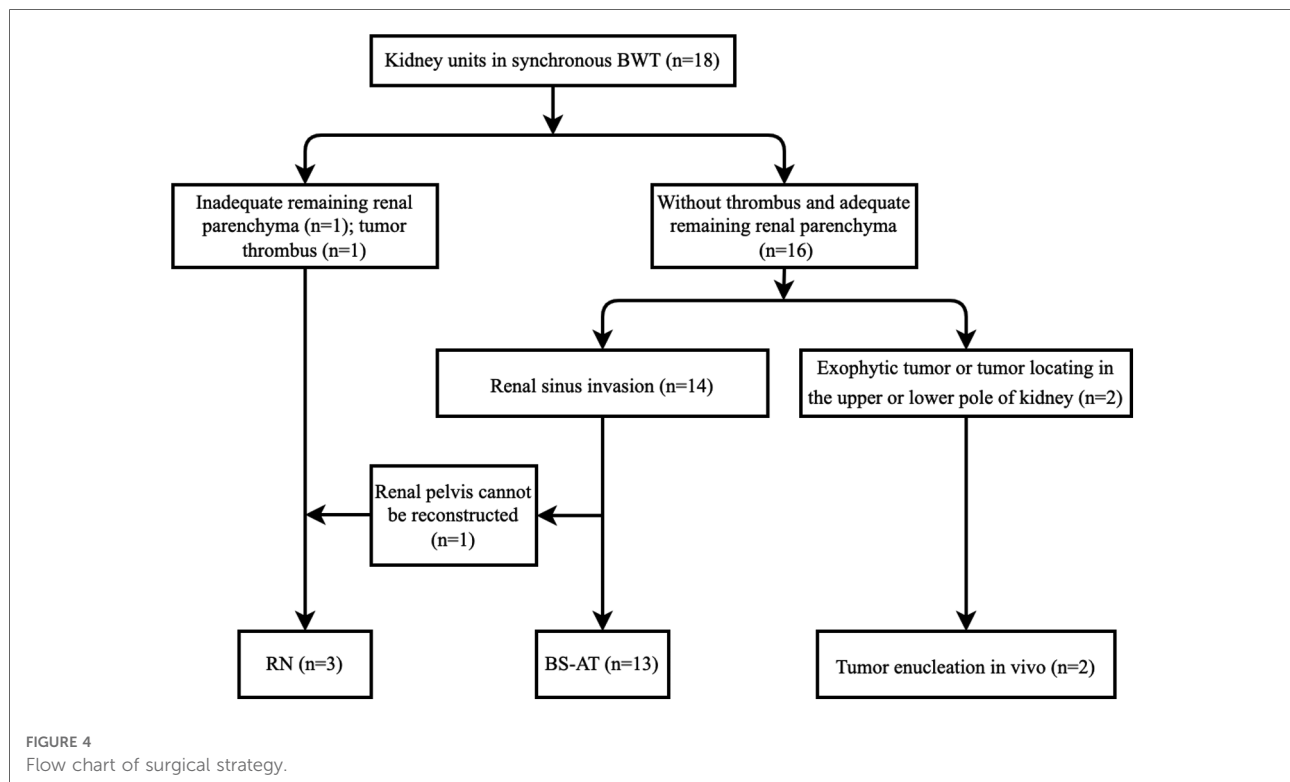 Kidney units in synchronous BWT (n=18)
Inadequate remaining renal
parenchyma (n=1); tumor
thrombus (n=1)
Without thrombus and adequate
remaining renal parenchyma
(n=16)
Renal sinus invasion (n=14)
Exophytic tumor or tumor locating in
the upper or lower pole of kidney (n=2)
Renal pelvis cannot
be reconstructed
(n=1)
RN (n=3)
BS-AT (n=13)
Tumor enucleation in vivo (n=2)
FIGURE 4
Flow chart of surgical strategy.